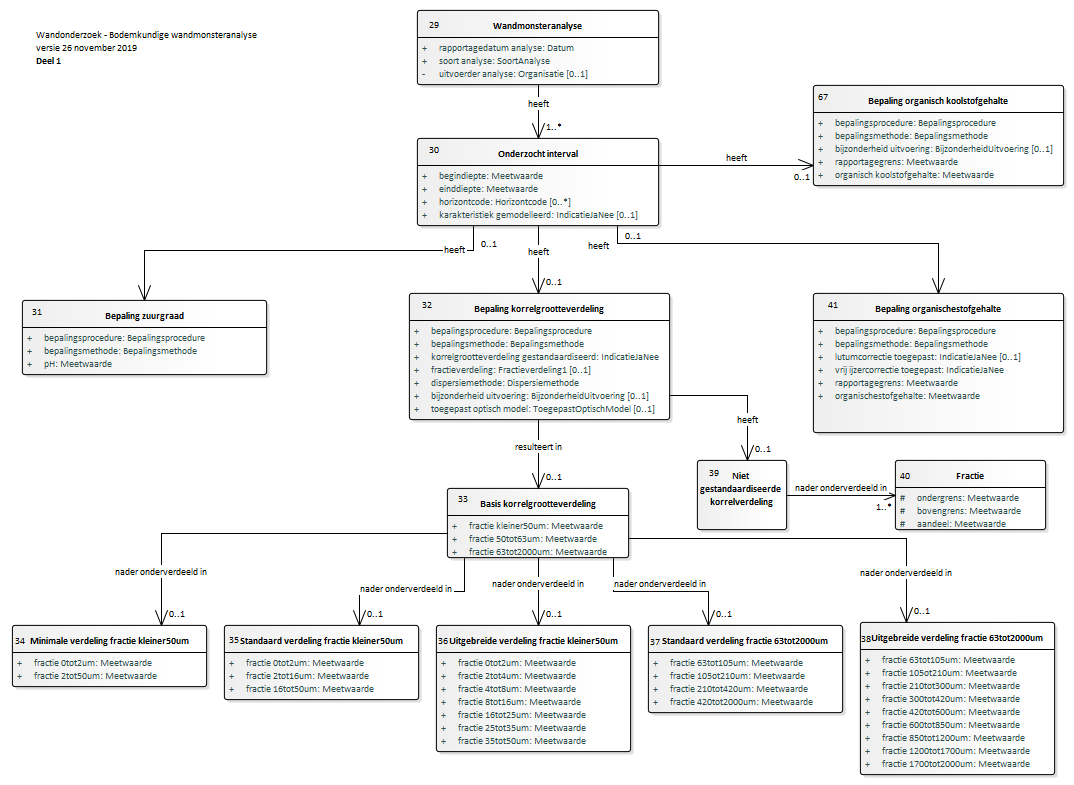 Wandonderzoek - Bodemkundige wandmonsteranalyse
versie 26 november 2019
Deel 1
29 Wandmonsteranalyse
+ rapportagedatum analyse: Datum
+ soort analyse: SoortAnalyse
- uitvoerder analyse: Organisatie [0..1]
heeft
1..*
67 Bepaling organisch koolstofgehalte
+ bepalingsprocedure: Bepalingsprocedure
+ bepalingsmethode: Bepalingsmethode
+ bijzonderheid uitvoering: BijzonderheidUitvoering [0..1]
+ rapportagegrens: Meetwaarde
+ organisch koolstofgehalte: Meetwaarde
30 Onderzocht interval
+ begindiepte: Meetwaarde
+ einddiepte: Meetwaarde
+ horizontcode: Horizontcode [0..*]
+ karakteristiek gemodelleerd: IndicatieJaNee [0..1]
heeft
0..1
heeft
0..1
heeft
0..1
heeft
0..1
31 Bepaling zuurgraad
+ bepalingsprocedure: Bepalingsprocedure
+ bepalingsmethode: Bepalingsmethode
+ pH: Meetwaarde
32 Bepaling korrelgrootteverdeling
+ bepalingsprocedure: Bepalingsprocedure
+ bepalingsmethode: Bepalingsmethode
+ korrelgrootteverdeling gestandaardiseerd: IndicatieJaNee
+ fractieverdeling: Fractieverdeling1 [0..1]
+ dispersiemethode: Dispersiemethode
+ bijzonderheid uitvoering: BijzonderheidUitvoering [0..1]
+ toegepast optisch model: ToegepastOptischModel [0..1]
41 Bepaling organischestofgehalte
+ bepalingsprocedure: Bepalingsprocedure
+ bepalingsmethode: Bepalingsmethode
+ lutumcorrectie toegepast: IndicatieJaNee [0..1]
+ vrij ijzercorrectie toegepast: IndicatieJaNee
+ rapportagegrens: Meetwaarde
+ organischestofgehalte: Meetwaarde
heeft
0..1
resulteert in
0..1
39 Niet
gestandaardiseerde
korrelverdeling
nader onderverdeeld in
1..*
40 Fractie
# ondergrens: Meetwaarde
# bovengrens: Meetwaarde
# aandeel: Meetwaarde
33 Basis korrelgrootteverdeling
+ fractie kleiner50um: Meetwaarde
+ fractie 50tot63um: Meetwaarde
+ fractie 63tot2000um: Meetwaarde
nader onderverdeeld in
0..1
nader onderverdeeld in
0..1
nader onderverdeeld in
0..1
nader onderverdeeld in
0..1
nader onderverdeeld in
0..1
34 Minimale verdeling fractie kleiner50um
+ fractie 0tot2um: Meetwaarde
+ fractie 2tot50um: Meetwaarde
35 Standaard verdeling fractie kleiner50um
+ fractie 0tot2um: Meetwaarde
+ fractie 2tot16um: Meetwaarde
+ fractie 16tot50um: Meetwaarde
36 Uitgebreide verdeling fractie kleiner50um
+ fractie 0tot2um: Meetwaarde
+ fractie 2tot4um: Meetwaarde
+ fractie 4tot8um: Meetwaarde
+ fractie 8tot16um: Meetwaarde
+ fractie 16tot25um: Meetwaarde
+ fractie 25tot35um: Meetwaarde
+ fractie 35tot50um: Meetwaarde
37 Standaard verdeling fractie 63tot2000um
+ fractie 63tot105um: Meetwaarde
+ fractie 105tot210um: Meetwaarde
+ fractie 210tot420um: Meetwaarde
+ fractie 420tot2000um: Meetwaarde
38 Uitgebreide verdeling fractie 63tot2000um
+ fractie 63tot105um: Meetwaarde
+ fractie 105tot210um: Meetwaarde
+ fractie 210tot300um: Meetwaarde
+ fractie 300tot420um: Meetwaarde
+ fractie 420tot600um: Meetwaarde
+ fractie 600tot850um: Meetwaarde
+ fractie 850tot1200um: Meetwaarde
+ fractie 1200tot1700um: Meetwaarde
+ fractie 1700tot2000um: Meetwaarde